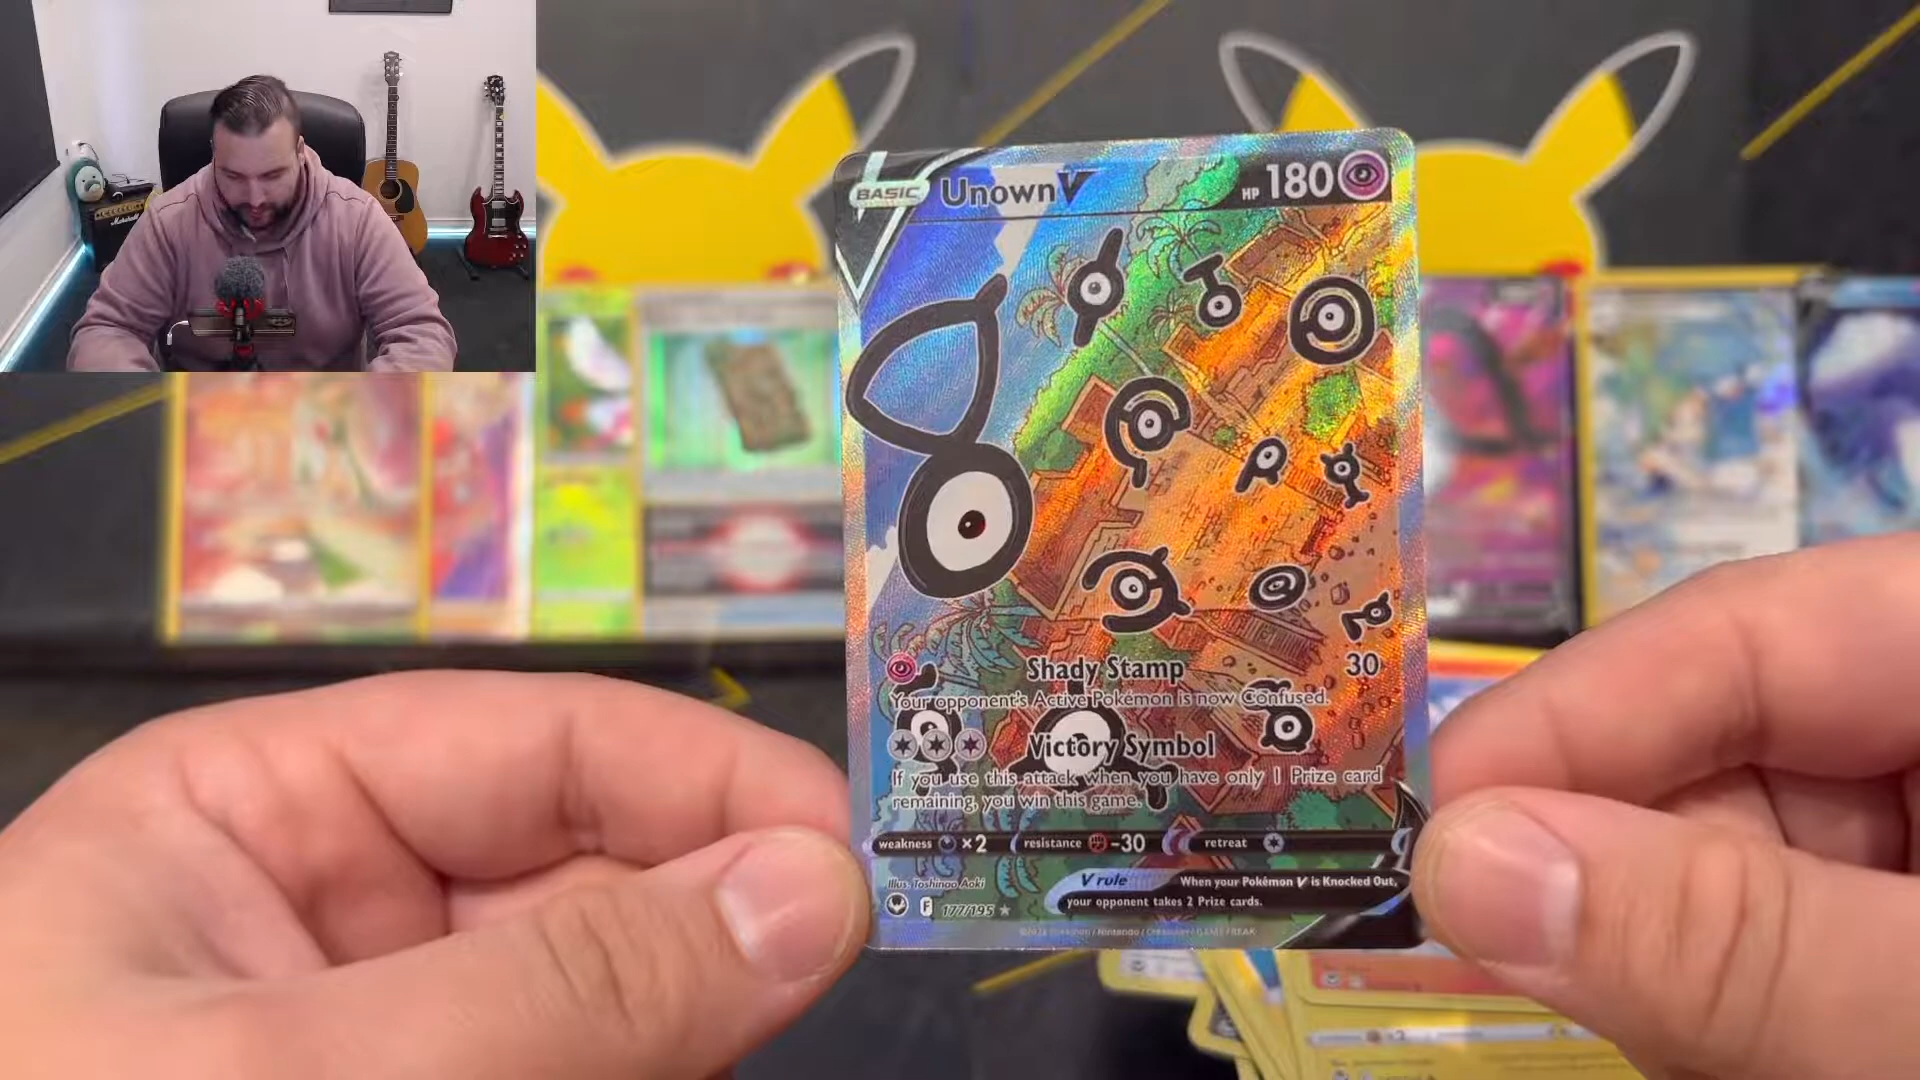 Marshall
BASIC UnownV HP 180
Shady Stamp 30
Your opponent's Active Pokémon is now Confused.
Victory Symbol
If you use this attack when you have only 1 Prize card
remaining, you win this game.
weakness ×2 resistance -30 retreat
Illus. Toshinao Aoki
V rule When your Pokémon V is Knocked Out,
your opponent takes 2 Prize cards.
F 177/195